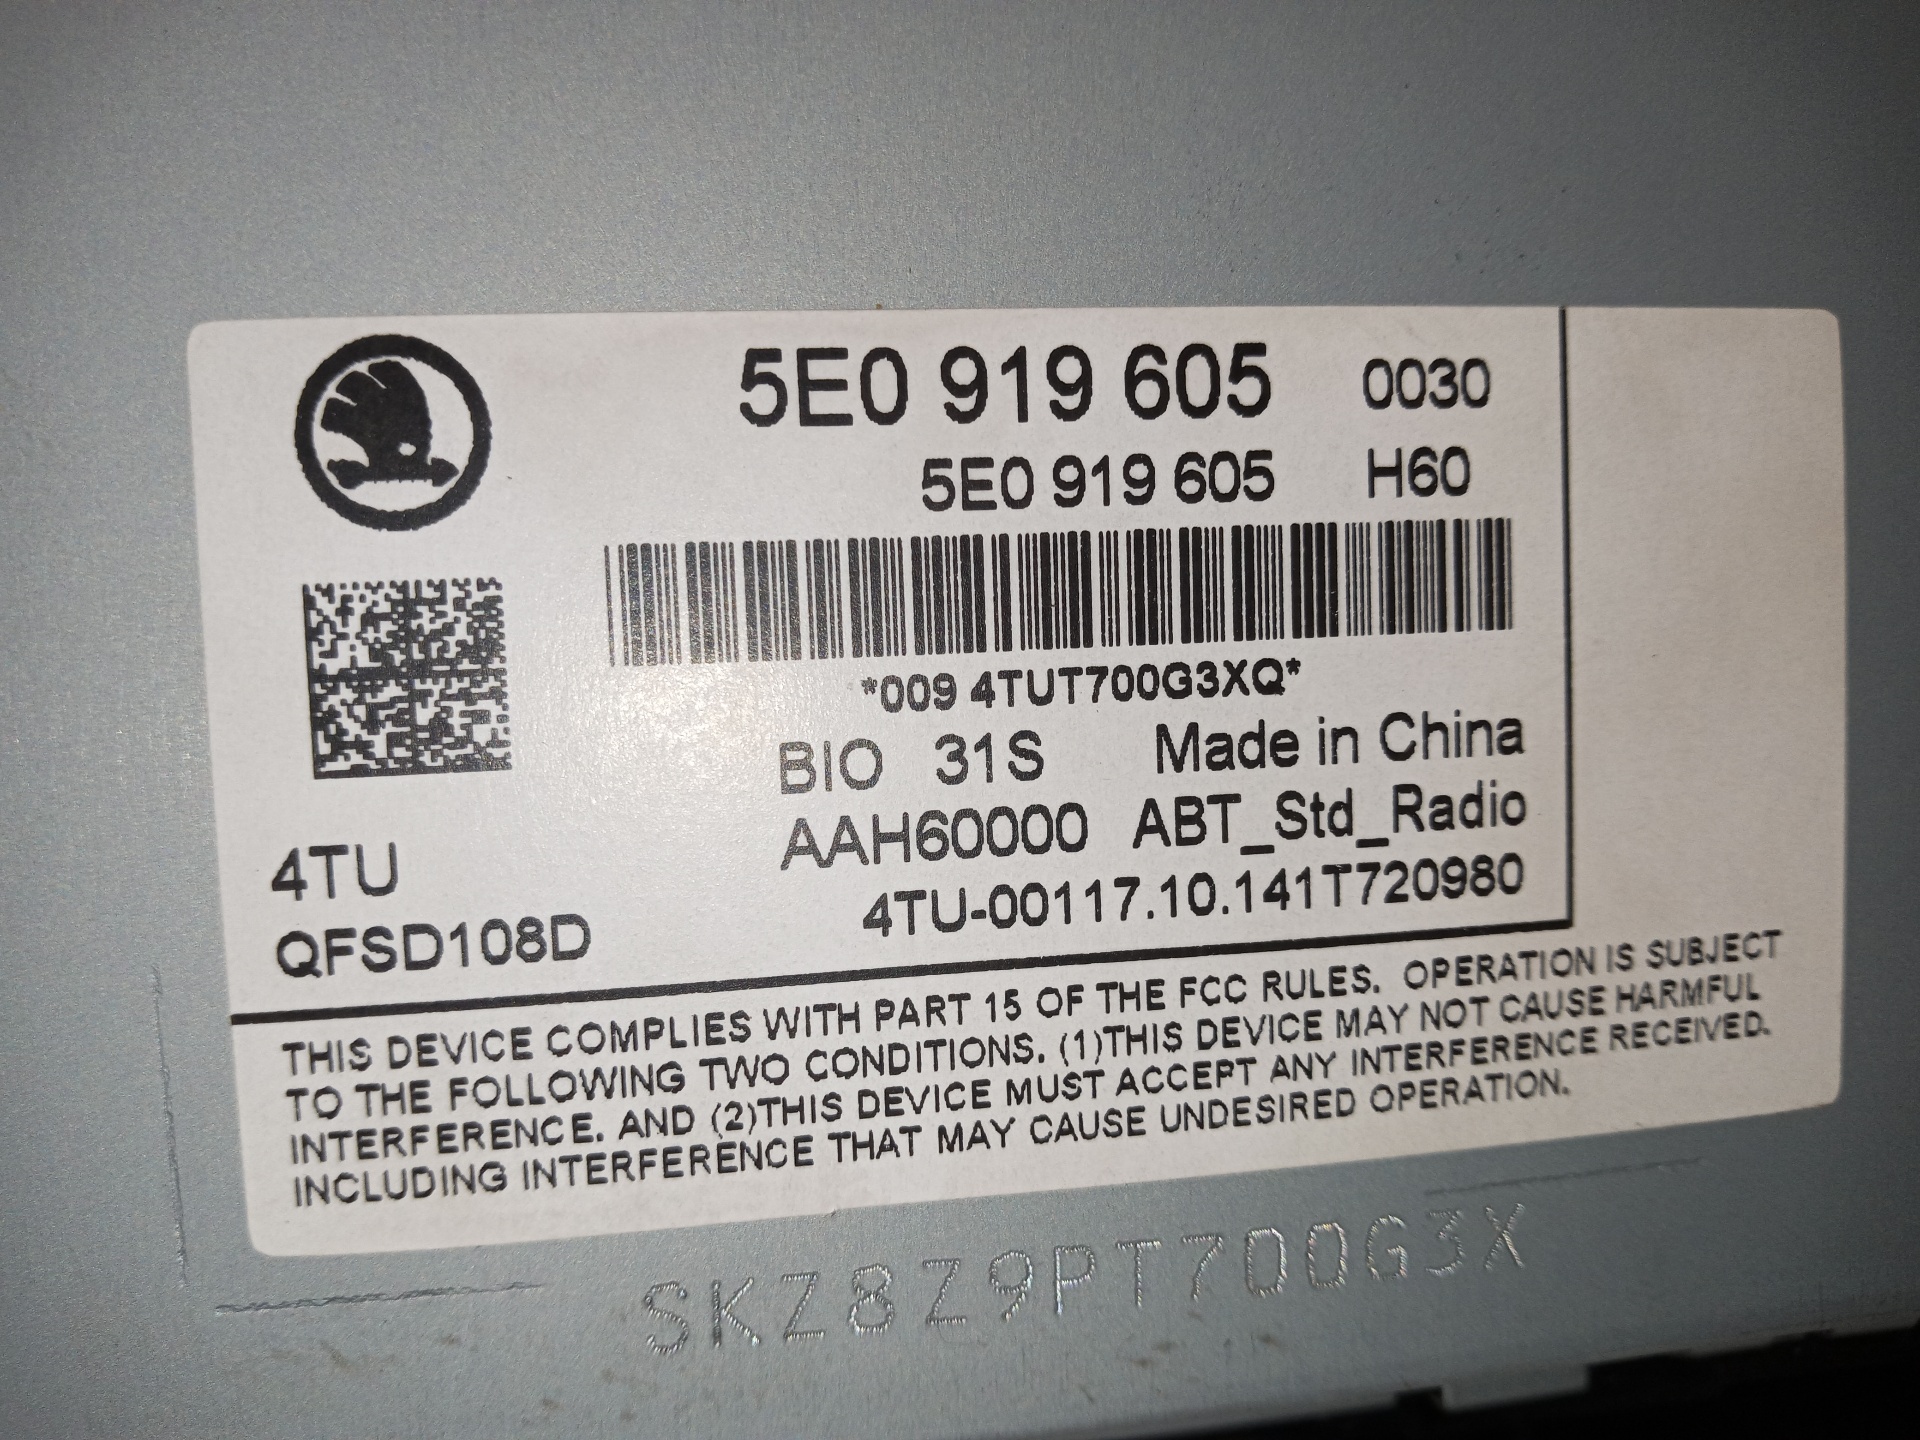 5E0 919 605 0030
5E0 919 605 H60
*009 4TUT700G3XQ*
BIO 31S Made in China
AAH60000 ABT_Std_Radio
4TU-00117.10.141T720980
4TU
QFSD108D
THIS DEVICE COMPLIES WITH PART 15 OF THE FCC RULES. OPERATION IS SUBJECT
TO THE FOLLOWING TWO CONDITIONS. (1)THIS DEVICE MAY NOT CAUSE HARMFUL
INTERFERENCE. AND (2)THIS DEVICE MUST ACCEPT ANY INTERFERENCE RECEIVED.
INCLUDING INTERFERENCE THAT MAY CAUSE UNDESIRED OPERATION.
SKZ8Z9PT700G3X